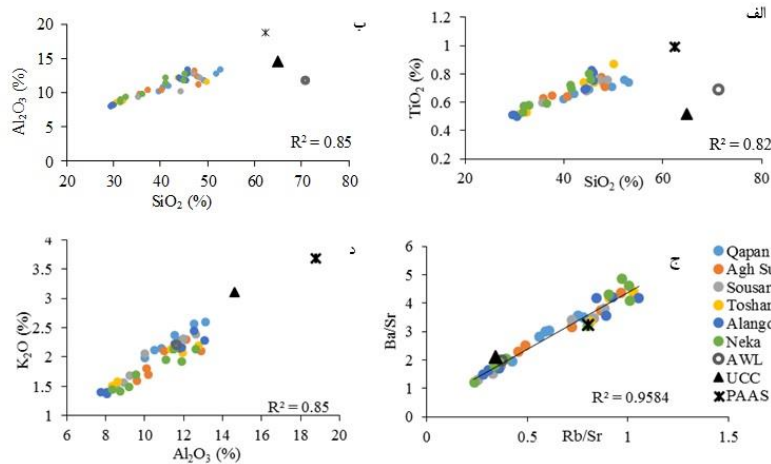 ب
Al₂O₃ (%)
20
15
10
5
0
R² = 0.85
20 30 40 50 60 70 80
SiO₂ (%)
الف
TiO₂ (%)
1.2
1
0.8
0.6
0.4
0.2
R² = 0.82
20 40 60 80
SiO₂ (%)
د
K₂O (%)
4
3.5
3
2.5
2
1.5
1
R² = 0.85
6 8 10 12 14 16 18 20
Al₂O₃ (%)
ج
Ba/Sr
6
5
4
3
2
1
0
R² = 0.9584
0 0.5 1 1.5
Rb/Sr
Qapan
Agh Su
Sousar
Toshan
Alango
Neka
AWL
UCC
PAAS